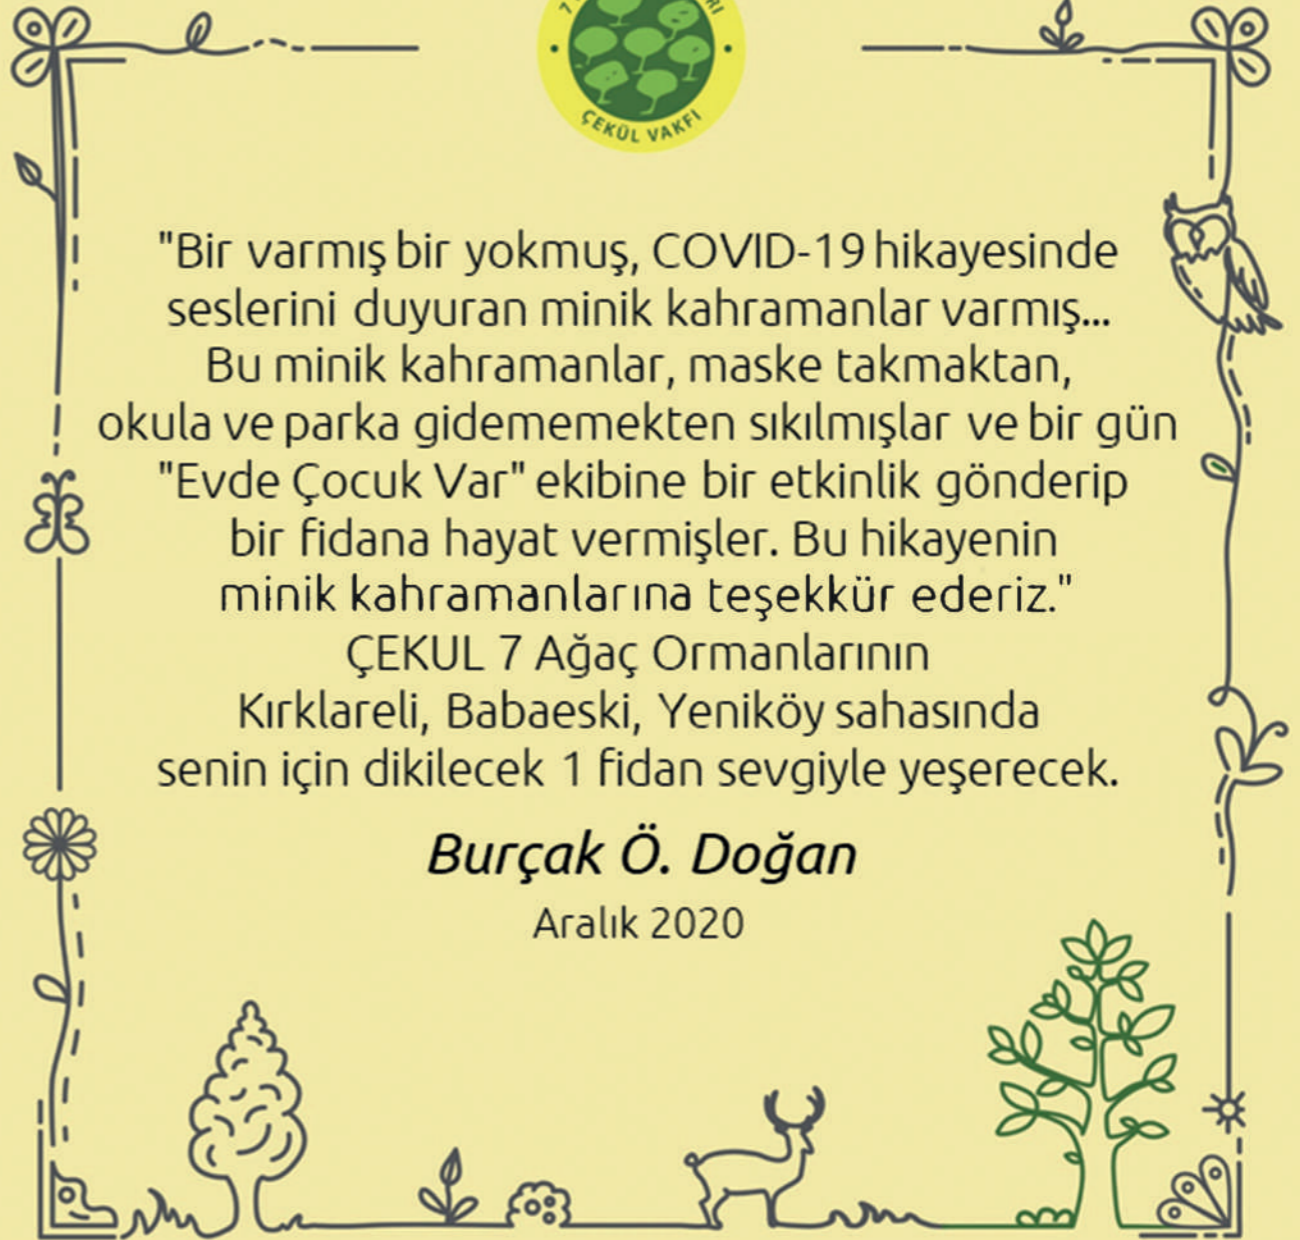 ÇEKÜL VAKFI
"Bir varmış bir yokmuş, COVID-19 hikayesinde
seslerini duyuran minik kahramanlar varmış...
Bu minik kahramanlar, maske takmaktan,
okula ve parka gidememekten sıkılmışlar ve bir gün
"Evde Çocuk Var" ekibine bir etkinlik gönderip
bir fidana hayat vermişler. Bu hikayenin
minik kahramanlarına teşekkür ederiz."
ÇEKUL 7 Ağaç Ormanlarının
Kırklareli, Babaeski, Yeniköy sahasında
senin için dikilecek 1 fidan sevgiyle yeşerecek.
Burçak Ö. Doğan
Aralık 2020